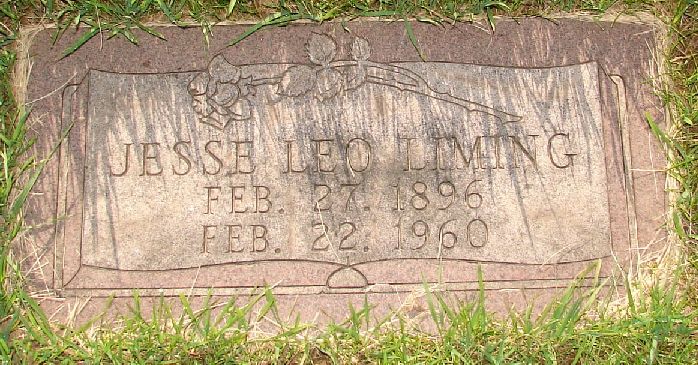 JESSE LEO LIMING
FEB. 27. 1896
FEB. 22. 1960